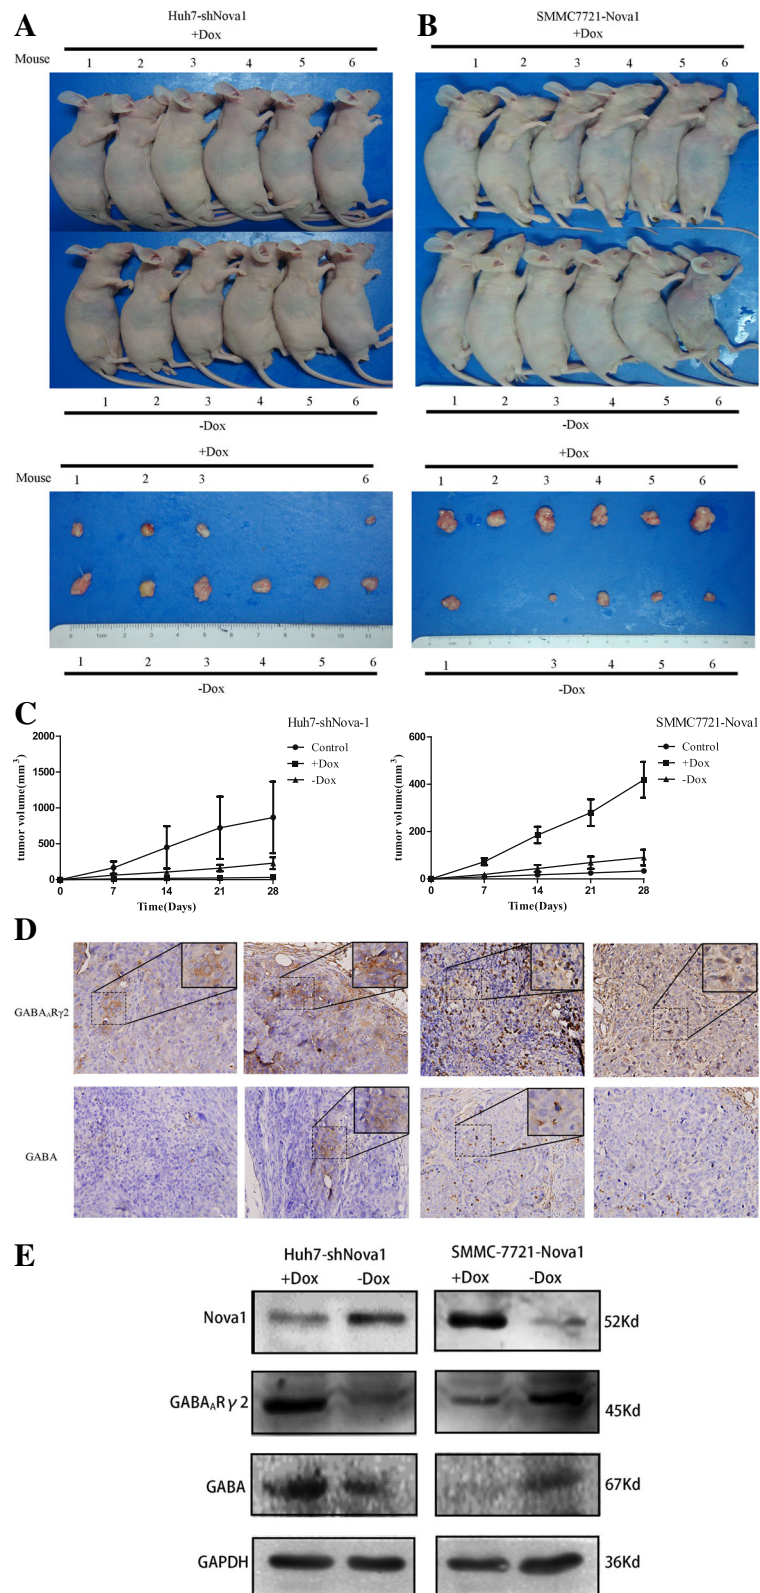 A
Huh7-shNova1
+Dox
Mouse 1 2 3 4 5 6
1 2 3 4 5 6
-Dox
+Dox
Mouse 1 2 3 6
1 2 3 4 5 6
-Dox
B
SMMC7721-Nova1
+Dox
1 2 3 4 5 6
1 2 3 4 5 6
-Dox
+Dox
1 2 3 4 5 6
1 3 4 5 6
-Dox
C
Huh7-shNova-1
Control
+Dox
-Dox
tumor volume(mm³)
2000
1500
1000
500
0
0 7 14 21 28
Time(Days)
SMMC7721-Nova1
Control
+Dox
-Dox
tumor volume(mm³)
600
400
200
0
0 7 14 21 28
Time(Days)
D
GABAₐRγ2
GABA
E
Huh7-shNova1 SMMC-7721-Nova1
+Dox -Dox +Dox -Dox
Nova1 52Kd
GABAₐRγ2 45Kd
GABA 67Kd
GAPDH 36Kd